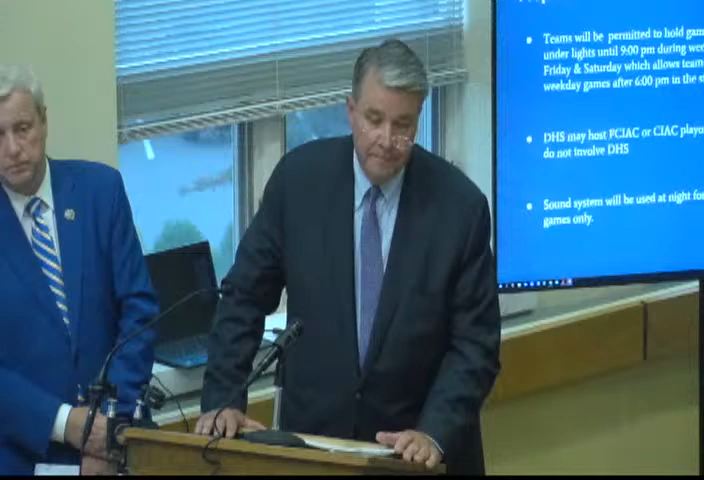 Teams will be permitted to hold gam
under lights until 9:00 pm during wee
Friday & Saturday which allows team
weekday games after 6:00 pm in the
DHS may host FCIAC or CIAC playo
do not involve DHS
Sound system will be used at night fo
games only.